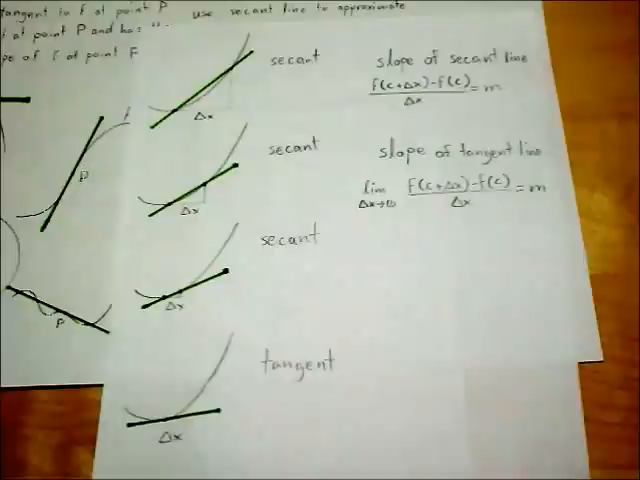 tangent to f at point P
use secant line to approximate
f at point P and has
pe of f at point P
f
P
P
secant
Δx
secant
Δx
secant
Δx
tangent
Δx
slope of secant line
f(c+Δx)-f(c) = m
Δx
slope of tangent line
lim f(c+Δx)-f(c) = m
Δx→0 Δx